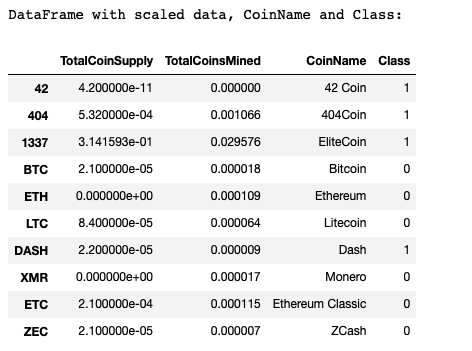 DataFrame with scaled data, CoinName and Class:
TotalCoinSupply TotalCoinsMined CoinName Class
42 4.200000e-11 0.000000 42 Coin 1
404 5.320000e-04 0.001066 404Coin 1
1337 3.141593e-01 0.029576 EliteCoin 1
BTC 2.100000e-05 0.000018 Bitcoin 0
ETH 0.000000e+00 0.000109 Ethereum 0
LTC 8.400000e-05 0.000064 Litecoin 0
DASH 2.200000e-05 0.000009 Dash 1
XMR 0.000000e+00 0.000017 Monero 0
ETC 2.100000e-04 0.000115 Ethereum Classic 0
ZEC 2.100000e-05 0.000007 ZCash 0